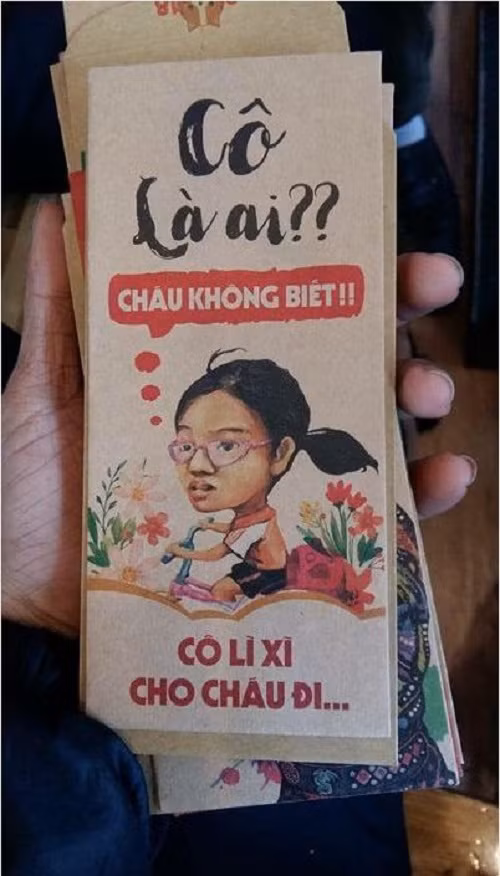 Cô
Là ai??
CHÁU KHÔNG BIẾT!!
CÔ LÌ XÌ
CHO CHÁU ĐI...